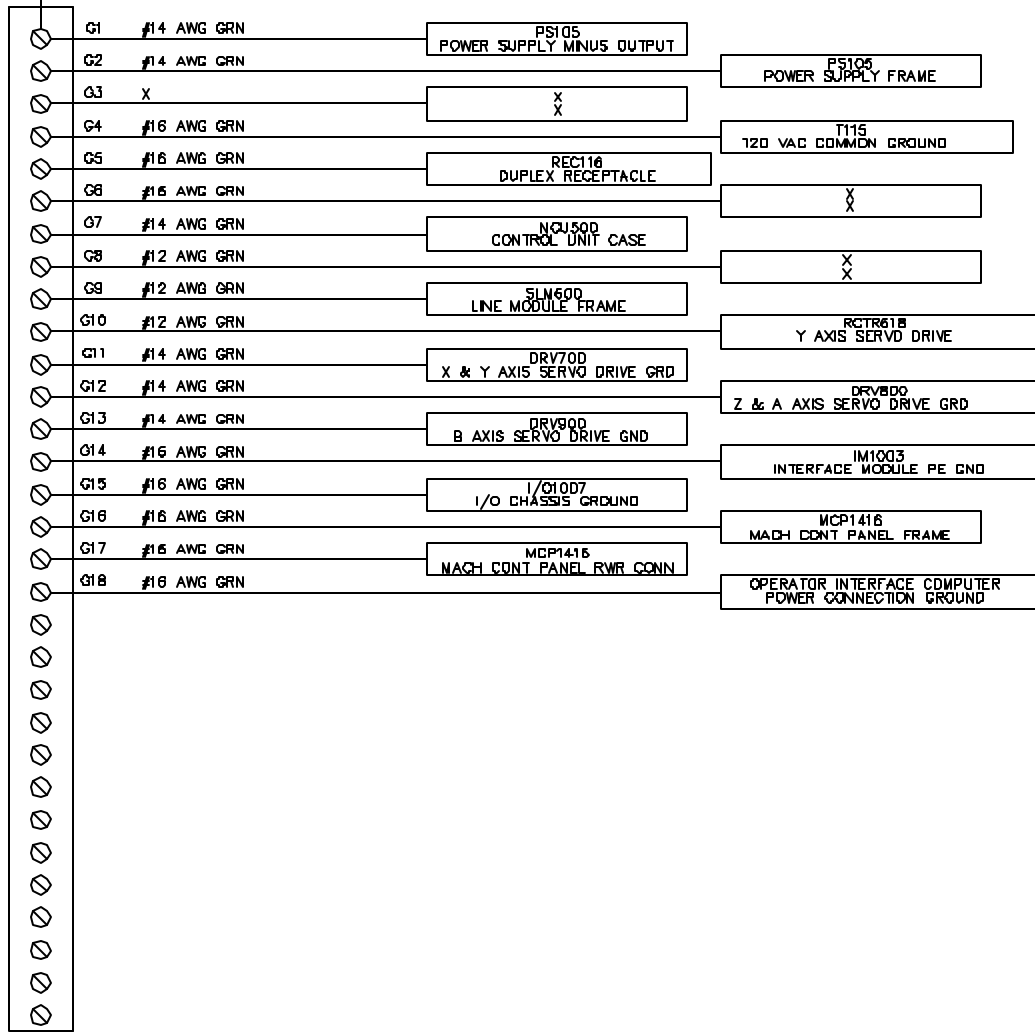 G1 #14 AWG GRN PS105
POWER SUPPLY MINUS OUTPUT
G2 #14 AWG GRN PS105
POWER SUPPLY FRAME
G3 X X
X
G4 #16 AWG GRN T115
120 VAC COMMON GROUND
G5 #16 AWG GRN REC116
DUPLEX RECEPTACLE
G6 #16 AWG GRN X
X
G7 #14 AWG GRN NCU500
CONTROL UNIT CASE
G8 #12 AWG GRN X
X
G9 #12 AWG GRN SLM600
LINE MODULE FRAME
G10 #12 AWG GRN RCTR618
Y AXIS SERVO DRIVE
G11 #14 AWG GRN DRV700
X & Y AXIS SERVO DRIVE GRD
G12 #14 AWG GRN DRV800
Z & A AXIS SERVO DRIVE GRD
G13 #14 AWG GRN DRV900
B AXIS SERVO DRIVE GND
G14 #16 AWG GRN IM1003
INTERFACE MODULE PE GND
G15 #16 AWG GRN I/O1007
I/O CHASSIS GROUND
G16 #16 AWG GRN MCP1416
MACH CONT PANEL FRAME
G17 #16 AWG GRN MCP1416
MACH CONT PANEL RWR CONN
G18 #16 AWG GRN OPERATOR INTERFACE COMPUTER
POWER CONNECTION GROUND